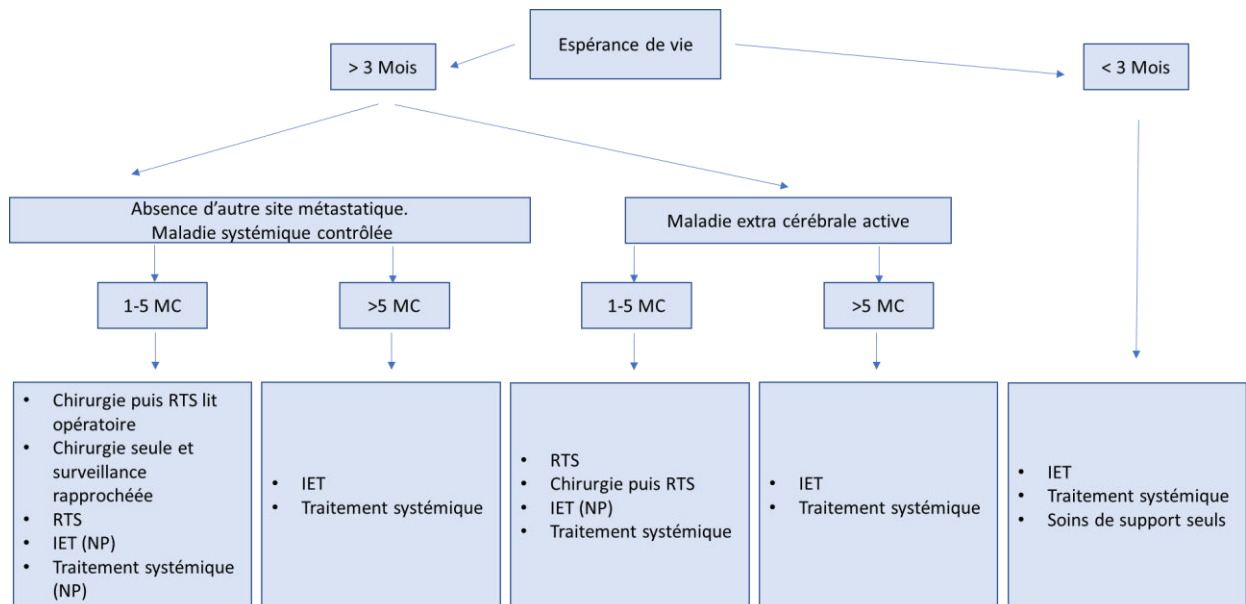 Espérance de vie
> 3 Mois
< 3 Mois
Absence d'autre site métastatique.
Maladie systémique contrôlée
Maladie extra cérébrale active
1-5 MC
>5 MC
1-5 MC
>5 MC
• Chirurgie puis RTS lit
opératoire
• Chirurgie seule et
surveillance
rapprochéée
• RTS
• IET (NP)
• Traitement systémique
(NP)
• IET
• Traitement systémique
• RTS
• Chirurgie puis RTS
• IET (NP)
• Traitement systémique
• IET
• Traitement systémique
• IET
• Traitement systémique
• Soins de support seuls